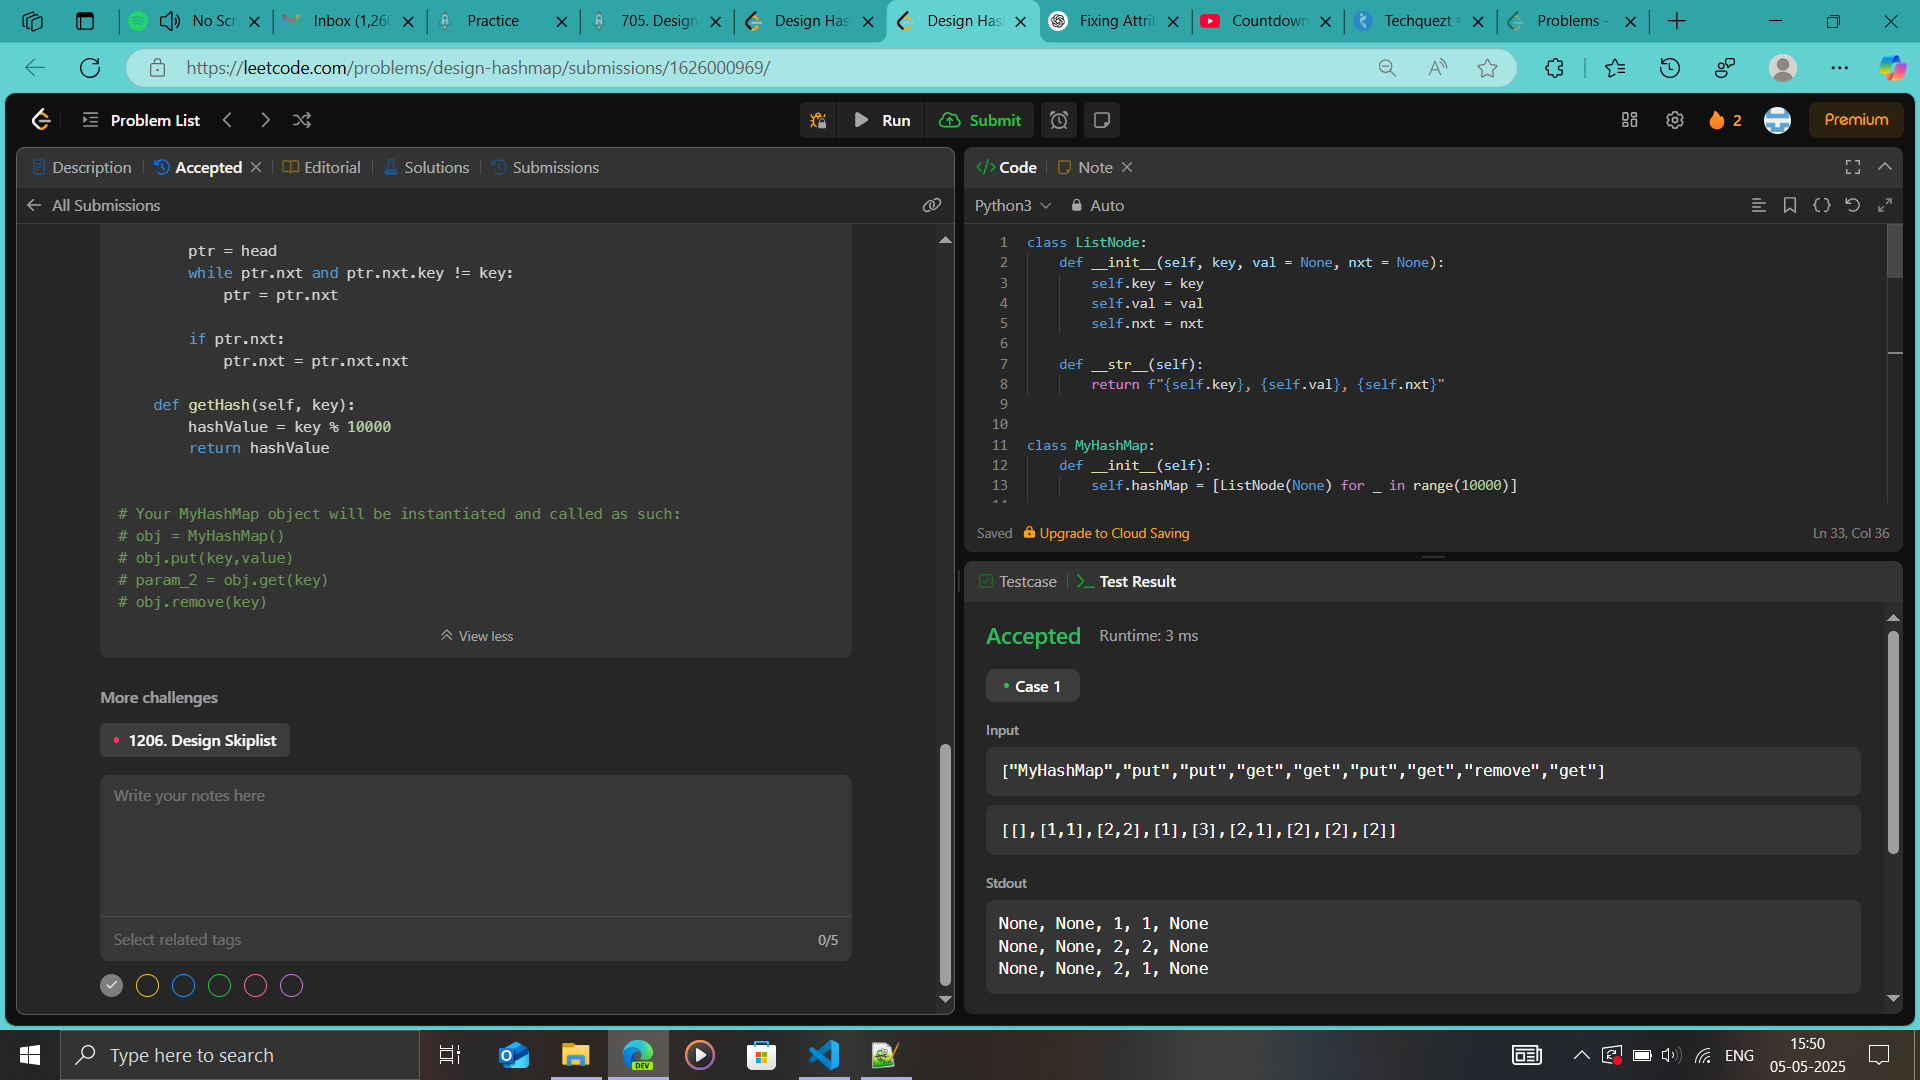 No Scr
Inbox (1,260
Practice
705. Design
Design Has
Design Has
Fixing Attrib
Countdown
Techquezt
Problems -
https://leetcode.com/problems/design-hashmap/submissions/1626000969/
Problem List
Run
Submit
2
Premium
Description
Accepted
Editorial
Solutions
Submissions
All Submissions
ptr = head
while ptr.nxt and ptr.nxt.key != key:
ptr = ptr.nxt
if ptr.nxt:
ptr.nxt = ptr.nxt.nxt
def getHash(self, key):
hashValue = key % 10000
return hashValue
# Your MyHashMap object will be instantiated and called as such:
# obj = MyHashMap()
# obj.put(key,value)
# param_2 = obj.get(key)
# obj.remove(key)
View less
More challenges
1206. Design Skiplist
Write your notes here
Select related tags
0/5
Code
Note
Python3
Auto
1 class ListNode:
2 def __init__(self, key, val = None, nxt = None):
3 self.key = key
4 self.val = val
5 self.nxt = nxt
6
7 def __str__(self):
8 return f"{self.key}, {self.val}, {self.nxt}"
9
10
11 class MyHashMap:
12 def __init__(self):
13 self.hashMap = [ListNode(None) for _ in range(10000)]
Saved
Upgrade to Cloud Saving
Ln 33, Col 36
Testcase
Test Result
Accepted
Runtime: 3 ms
Case 1
Input
["MyHashMap","put","put","get","get","put","get","remove","get"]
[[],[1,1],[2,2],[1],[3],[2,1],[2],[2],[2]]
Stdout
None, None, 1, 1, None
None, None, 2, 2, None
None, None, 2, 1, None
Type here to search
DEV
ENG
15:50
05-05-2025